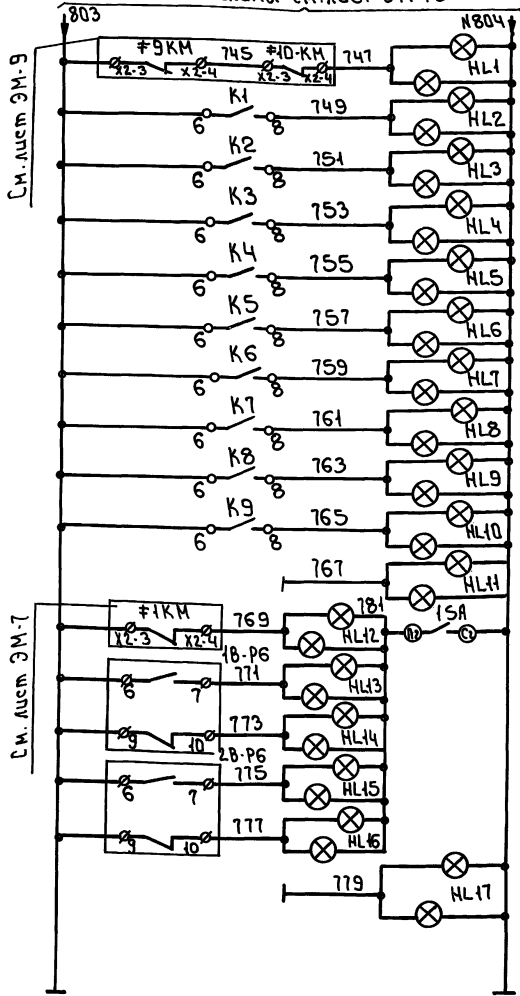 803
N804
≠9КМ 745 ≠10-КМ 747
Х2-3 Х2-4 Х2-3 Х2-4
HL1
См. лист ЭМ-9
К1 749
6 8
HL2
К2 751
6 8
HL3
К3 753
6 8
HL4
К4 755
6 8
HL5
К5 757
6 8
HL6
К6 759
6 8
HL7
К7 761
6 8
HL8
К8 763
6 8
HL9
К9 765
6 8
HL10
767
HL11
≠1КМ 769 781 1SA
Х2-3 Х2-4
HL12
См. лист ЭМ-7
1В-Р6
6 7 771
HL13
9 10 773
HL14
2В-Р6
6 7 775
HL15
9 10 777
HL16
779
HL17